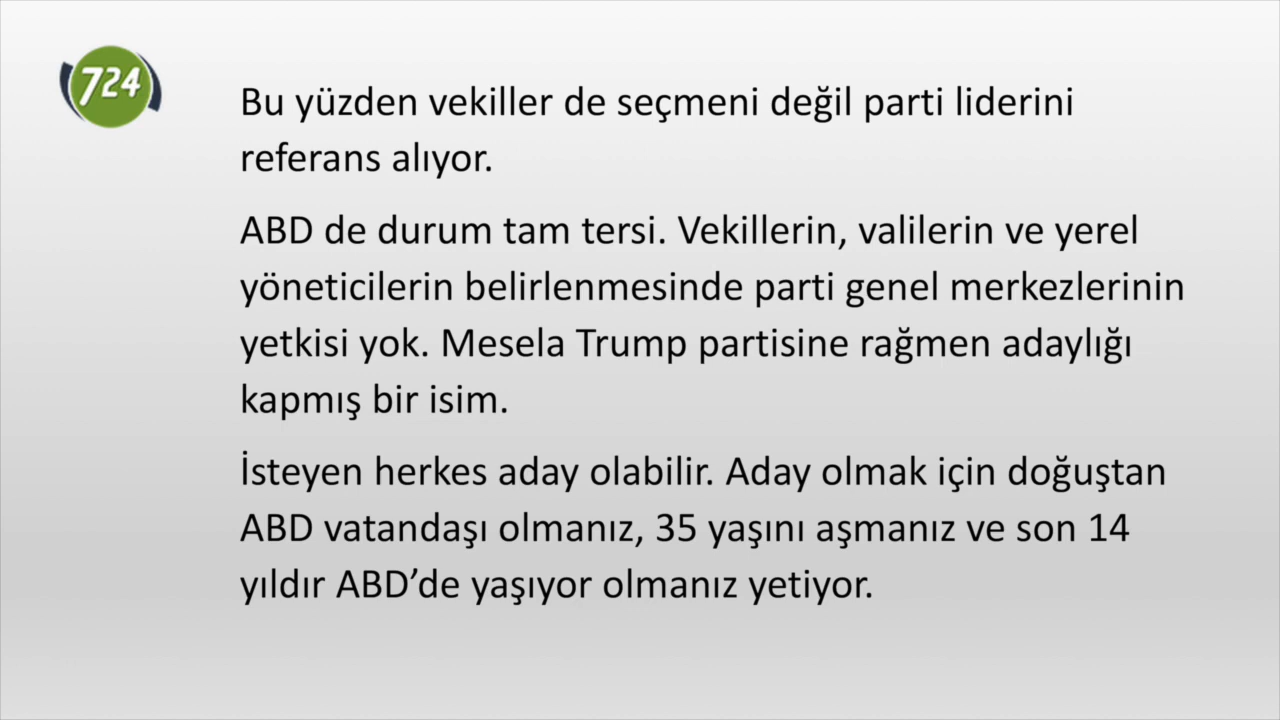 724
Bu yüzden vekiller de seçmeni değil parti liderini
referans alıyor.
ABD de durum tam tersi. Vekillerin, valilerin ve yerel
yöneticilerin belirlenmesinde parti genel merkezlerinin
yetkisi yok. Mesela Trump partisine rağmen adaylığı
kapmış bir isim.
İsteyen herkes aday olabilir. Aday olmak için doğuştan
ABD vatandaşı olmanız, 35 yaşını aşmanız ve son 14
yıldır ABD’de yaşıyor olmanız yetiyor.